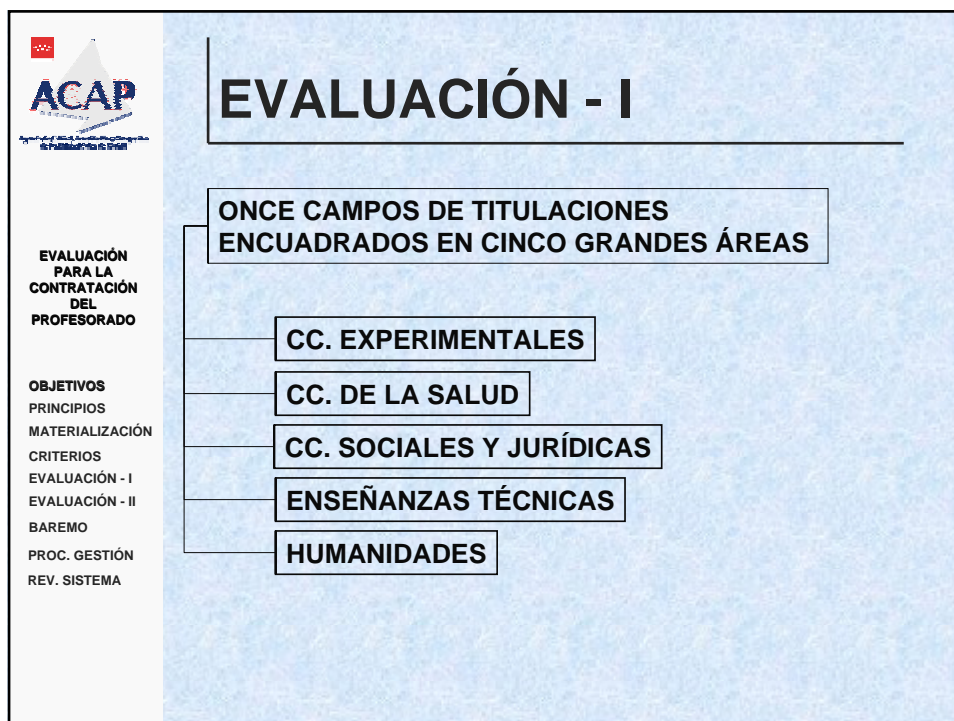 ACAP
EVALUACIÓN
PARA LA
CONTRATACIÓN
DEL
PROFESORADO
OBJETIVOS
PRINCIPIOS
MATERIALIZACIÓN
CRITERIOS
EVALUACIÓN - I
EVALUACIÓN - II
BAREMO
PROC. GESTIÓN
REV. SISTEMA
EVALUACIÓN - I
ONCE CAMPOS DE TITULACIONES
ENCUADRADOS EN CINCO GRANDES ÁREAS
CC. EXPERIMENTALES
CC. DE LA SALUD
CC. SOCIALES Y JURÍDICAS
ENSEÑANZAS TÉCNICAS
HUMANIDADES